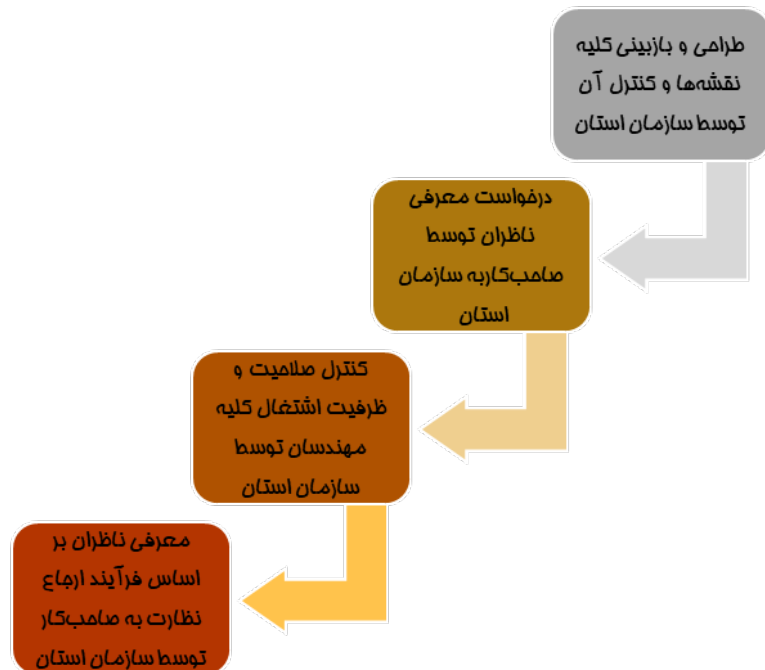 طراحی و بازبینی کلیه
نقشه‌ها و کنترل آن
توسط سازمان استان
درخواست معرفی
ناظران توسط
صاحب‌کاربه سازمان
استان
کنترل صلاحیت و
ظرفیت اشتغال کلیه
مهندسان توسط
سازمان استان
معرفی ناظران بر
اساس فرآیند ارجاع
نظارت به صاحب‌کار
توسط سازمان استان